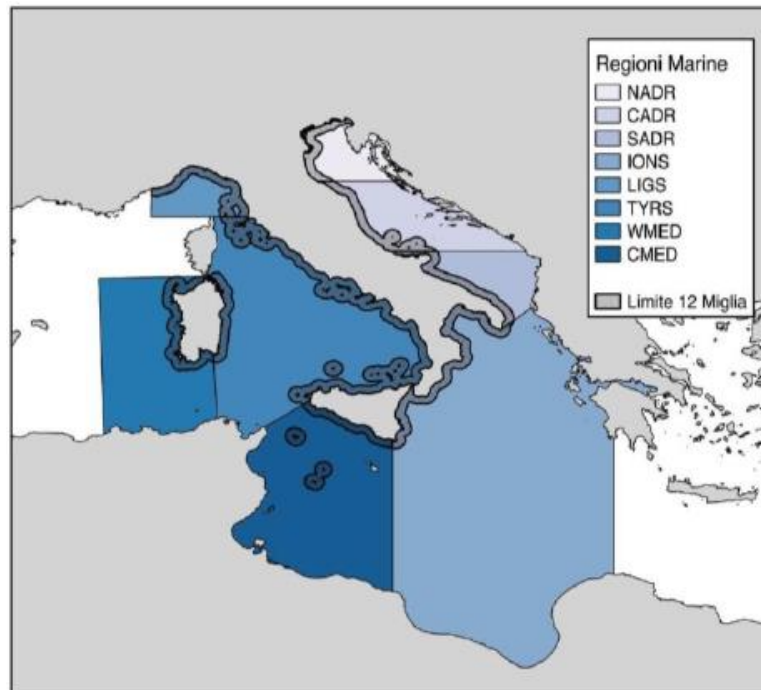 Regioni Marine
NADR
CADR
SADR
IONS
LIGS
TYRS
WMED
CMED
Limite 12 Miglia